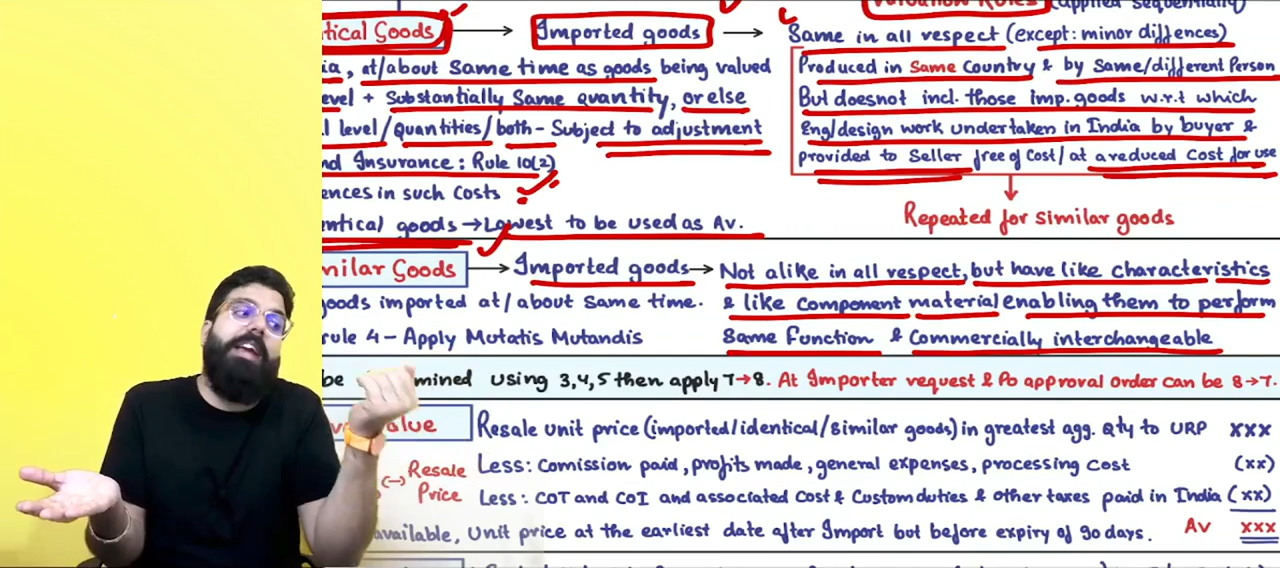 Valuation Rules (applied sequentially)
tical Goods → Imported goods → Same in all respect (except: minor diffences)
ia, at/about Same time as goods being valued
Produced in Same Country & by Same/different Person
evel + Substantially Same quantity, or else
But doesnot incl. those imp. goods w.r.t which
l level/quantities/both - Subject to adjustment
Eng/design work undertaken in India by buyer &
nd Insurance: Rule 10(2)
provided to Seller free of Cost/at a reduced Cost for use
ences in such costs
entical goods → Lowest to be used as Av.
Repeated for similar goods
milar Goods → Imported goods → Not alike in all respect, but have like characteristics
goods imported at/about Same time.
& like Component material enabling them to perform
rule 4 - Apply Mutatis Mutandis
Same function & Commercially interchangeable
be mined using 3,4,5 then apply 7→8. At Importer request & Po approval order can be 8→7.
value
Resale unit price (imported/identical/similar goods) in greatest agg. Qty to URP xxx
↔ Resale Price
Less: Comission paid, profits made, general expenses, processing cost (xx)
Less: COT and COI and associated Cost & Custom duties & other taxes paid in India (xx)
available, Unit price at the earliest date after Import but before expiry of 90 days. Av xxx